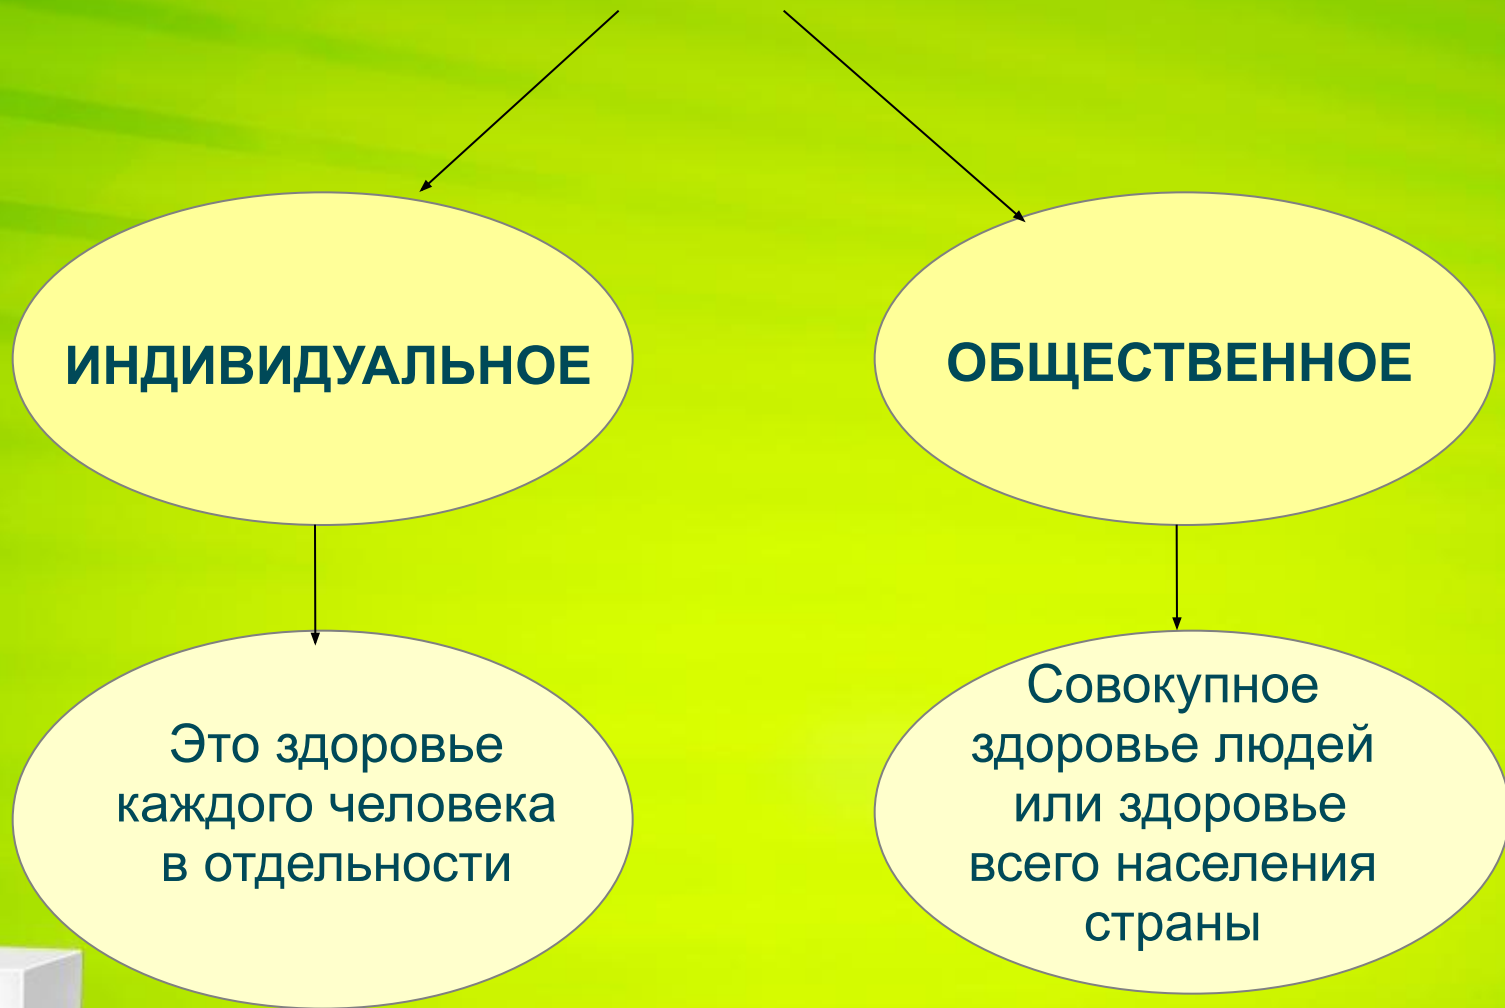 ИНДИВИДУАЛЬНОЕ
ОБЩЕСТВЕННОЕ
Это здоровье
каждого человека
в отдельности
Совокупное
здоровье людей
или здоровье
всего населения
страны